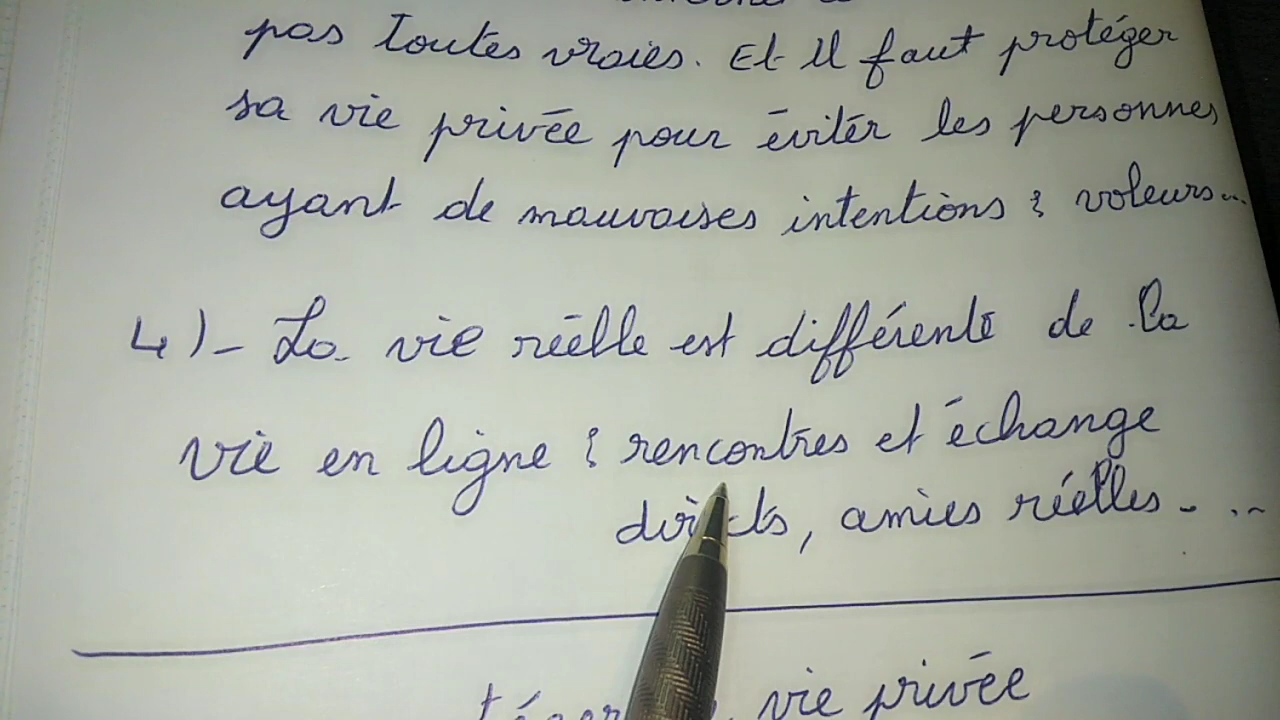 pas toutes vraies. Et il faut protéger
sa vie privée pour éviter les personnes
ayant de mauvaises intentions : voleurs...
4)- La vie réelle est différente de la
vie en ligne : rencontres et échange
directs, amies réelles...
vie privée